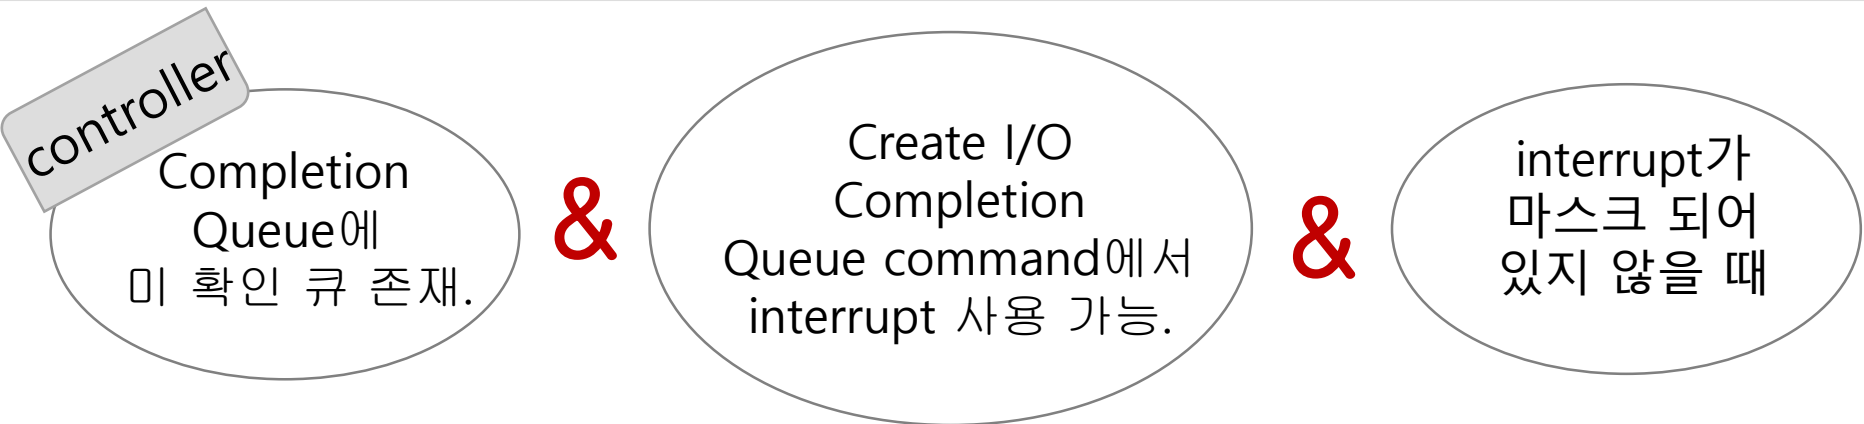 controller
Completion
Queue에
미 확인 큐 존재.
&
Create I/O
Completion
Queue command에서
interrupt 사용 가능.
&
interrupt가
마스크 되어
있지 않을 때